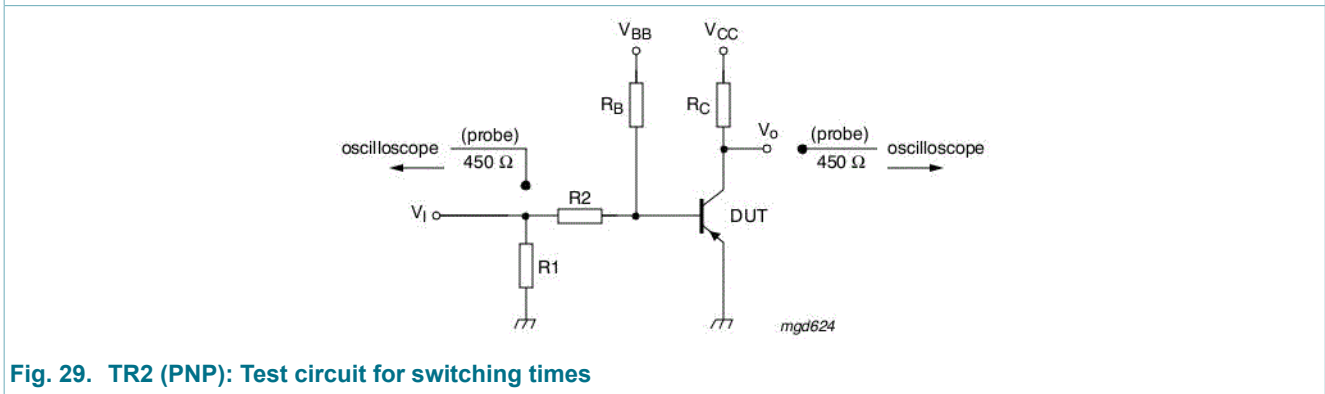 VBB VCC
RB RC
oscilloscope (probe) 450 Ω
Vo (probe) 450 Ω oscilloscope
VI R2 DUT
R1
mgd624
Fig. 29. TR2 (PNP): Test circuit for switching times